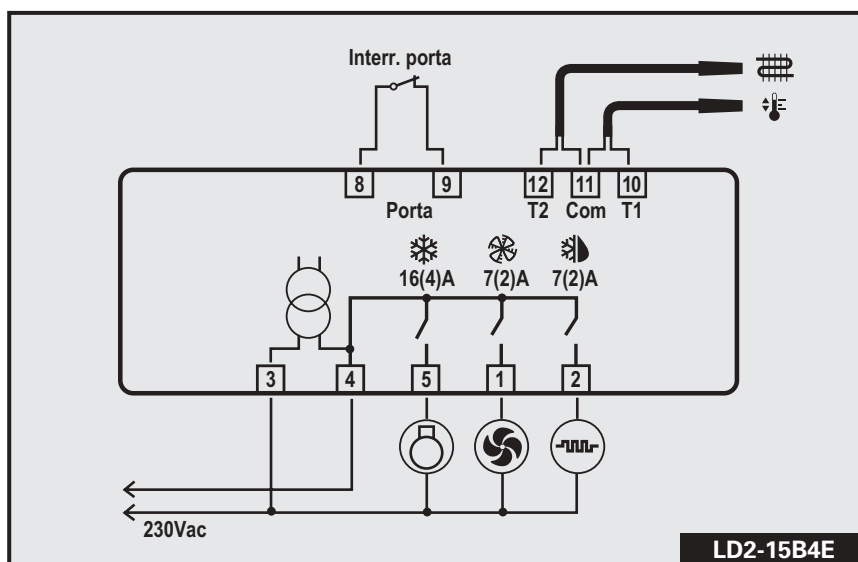 Interr. porta
8 9 12 11 10
Porta T2 Com T1
16(4)A 7(2)A 7(2)A
3 4 5 1 2
230Vac
LD2-15B4E